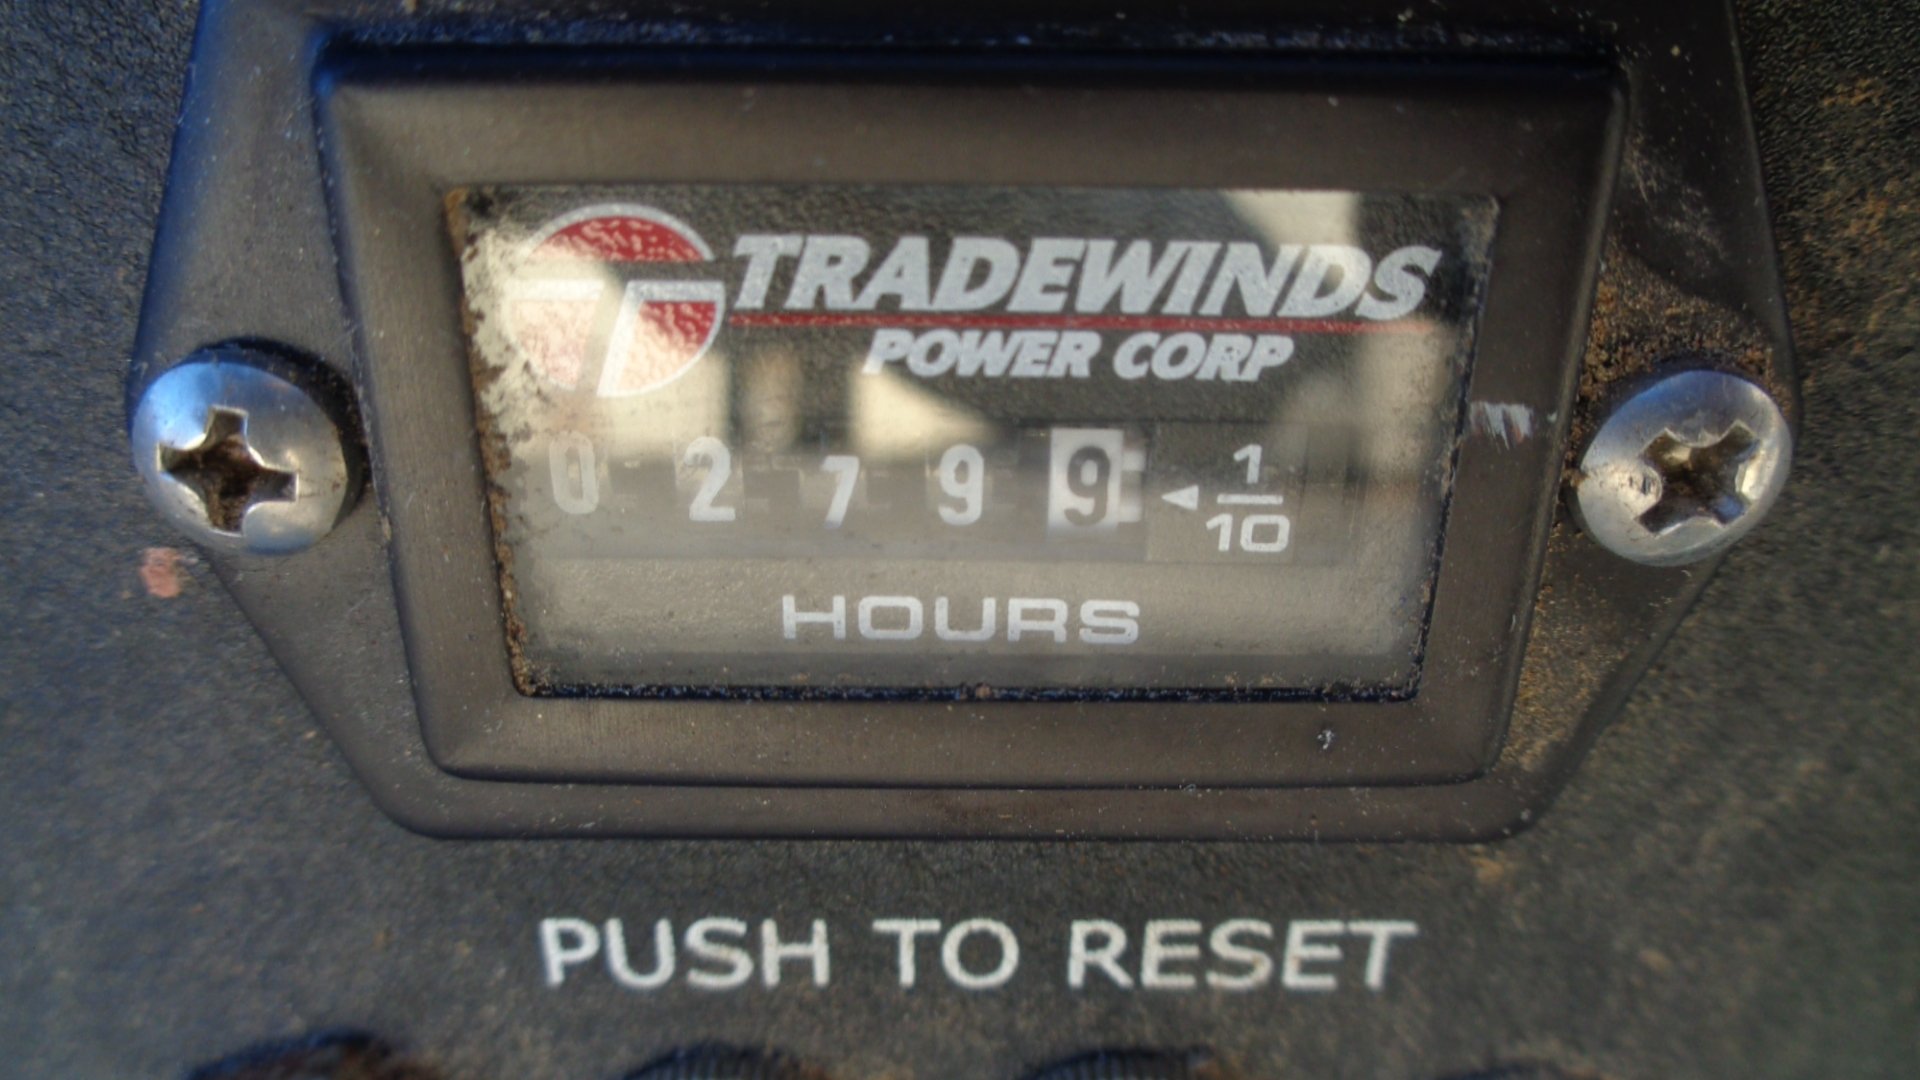 TRADEWINDS
POWER CORP
0 2 7 9 9 ◄ 1/10
HOURS
PUSH TO RESET